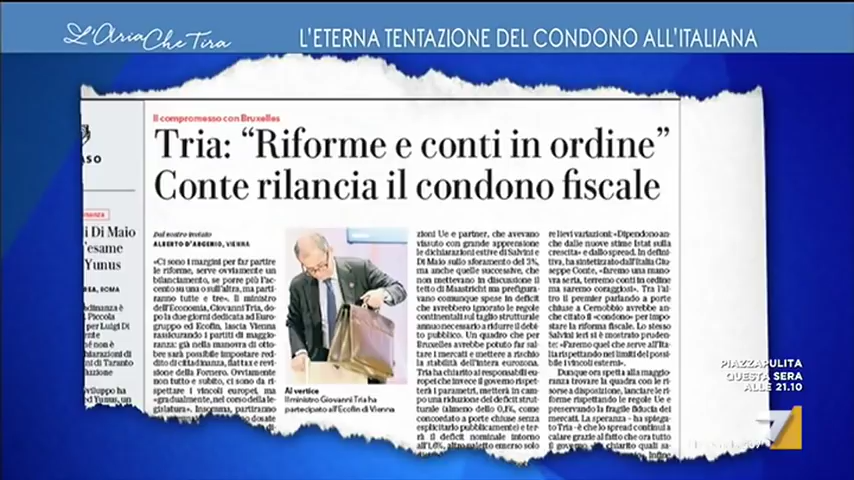 L'Aria Che Tira
L'ETERNA TENTAZIONE DEL CONDONO ALL'ITALIANA
Il compromesso con Bruxelles
Tria: “Riforme e conti in ordine”
Conte rilancia il condono fiscale
ASO
i Di Maio
'esame
Yunus
EA, ROMA
Dal nostro inviato
ALBERTO D'ARGENIO, VIENNA
«Ci sono i margini per far partire
le riforme, serve ovviamente un
bilanciamento, se porre più l'ac-
cento su una o sull'altra, ma parti-
ranno tutte e tre». Il ministro
dell'Economia, Giovanni Tria, do-
po la due giorni dedicata ad Euro-
gruppo ed Ecofin, lascia Vienna
rassicurando i partiti di maggio-
ranza: già nella manovra di otto-
bre sarà possibile impostare reddi-
to di cittadinanza, flat tax e revi-
sione della Fornero. Ovviamente
non tutto e subito, ci sono da ri-
spettare i vincoli europei, ma
«gradualmente, nel corso della le-
gislatura». Insomma, partiranno
Al vertice
Il ministro Giovanni Tria ha
partecipato all'Ecofin di Vienna
zioni Ue e partner, che avevano
vissuto con grande apprensione
le dichiarazioni estive di Salvini e
Di Maio sullo sforamento del 3%,
ma anche quelle successive, che
non mettevano in discussione il
tetto di Maastricht ma prefigura-
vano comunque spese in deficit
che avrebbero ignorato le regole
continentali sul taglio strutturale
annuo necessario a ridurre il debi-
to pubblico. Un quadro che per
Bruxelles avrebbe potuto far sal-
tare i mercati e mettere a rischio
la stabilità dell'intera eurozona.
Tria ha chiarito ai responsabili eu-
ropei che invece il governo rispet-
terà i parametri, metterà in cam-
po una riduzione del deficit strut-
turale (almeno dello 0,1%, come
concordato a porte chiuse senza
esplicitarlo pubblicamente) e ter-
rà il deficit nominale intorno
all'1,6%, altro paletto emerso solo
re lievi variazioni: «Dipendono an-
che dalle nuove stime Istat sulla
crescita» e dallo spread. In defini-
tiva, ha sintetizzato dall'Italia Giu-
seppe Conte, «faremo una mano-
vra seria, terremo conti in ordine
ma saremo coraggiosi». Tra l'al-
tro il premier parlando a porte
chiuse a Cernobbio avrebbe an-
che citato il «condono» per impo-
stare la riforma fiscale. Lo stesso
Salvini ieri si è mostrato pruden-
te: «Faremo quel che serve all'Ita-
lia rispettando nei limiti del possi-
bile i vincoli esterni».
Dunque ora spetta alla maggio-
ranza trovare la quadra con le ri-
sorse a disposizione, lanciare le ri-
forme rispettando le regole Ue e
preservando la fragile fiducia dei
mercati. La speranza - ha spiega-
to Tria - è che lo spread continui a
calare grazie al fatto che ora tutto
PIAZZAPULITA
QUESTA SERA
ALLE 21.10
7